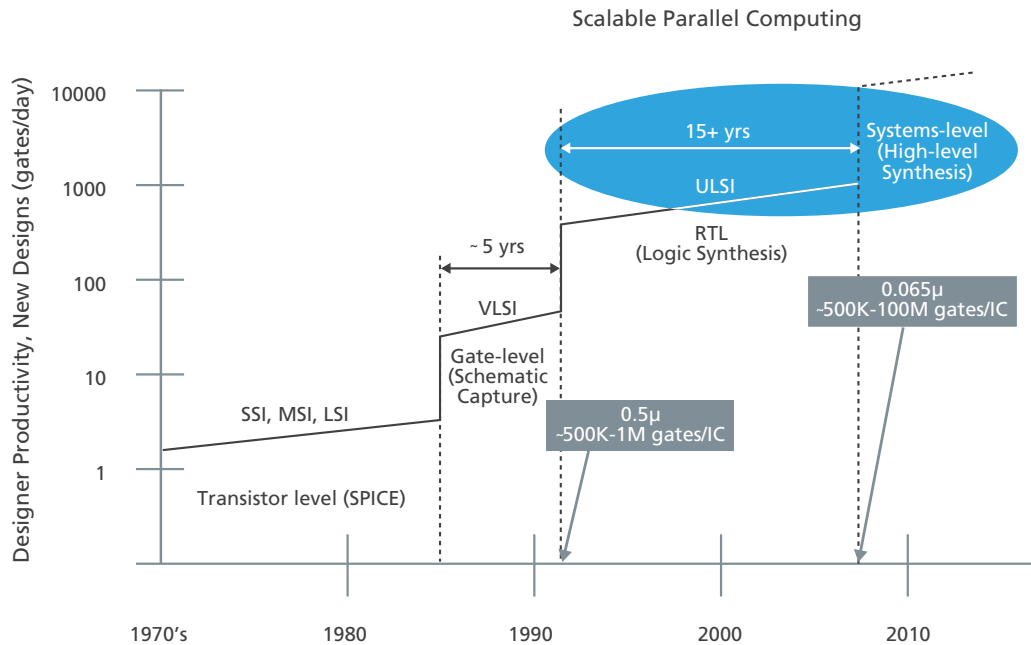 Scalable Parallel Computing
Designer Productivity, New Designs (gates/day)
10000
1000
100
10
1
15+ yrs
Systems-level
(High-level
Synthesis)
ULSI
RTL
(Logic Synthesis)
~ 5 yrs
VLSI
Gate-level
(Schematic
Capture)
0.065µ
~500K-100M gates/IC
0.5µ
~500K-1M gates/IC
SSI, MSI, LSI
Transistor level (SPICE)
1970's
1980
1990
2000
2010